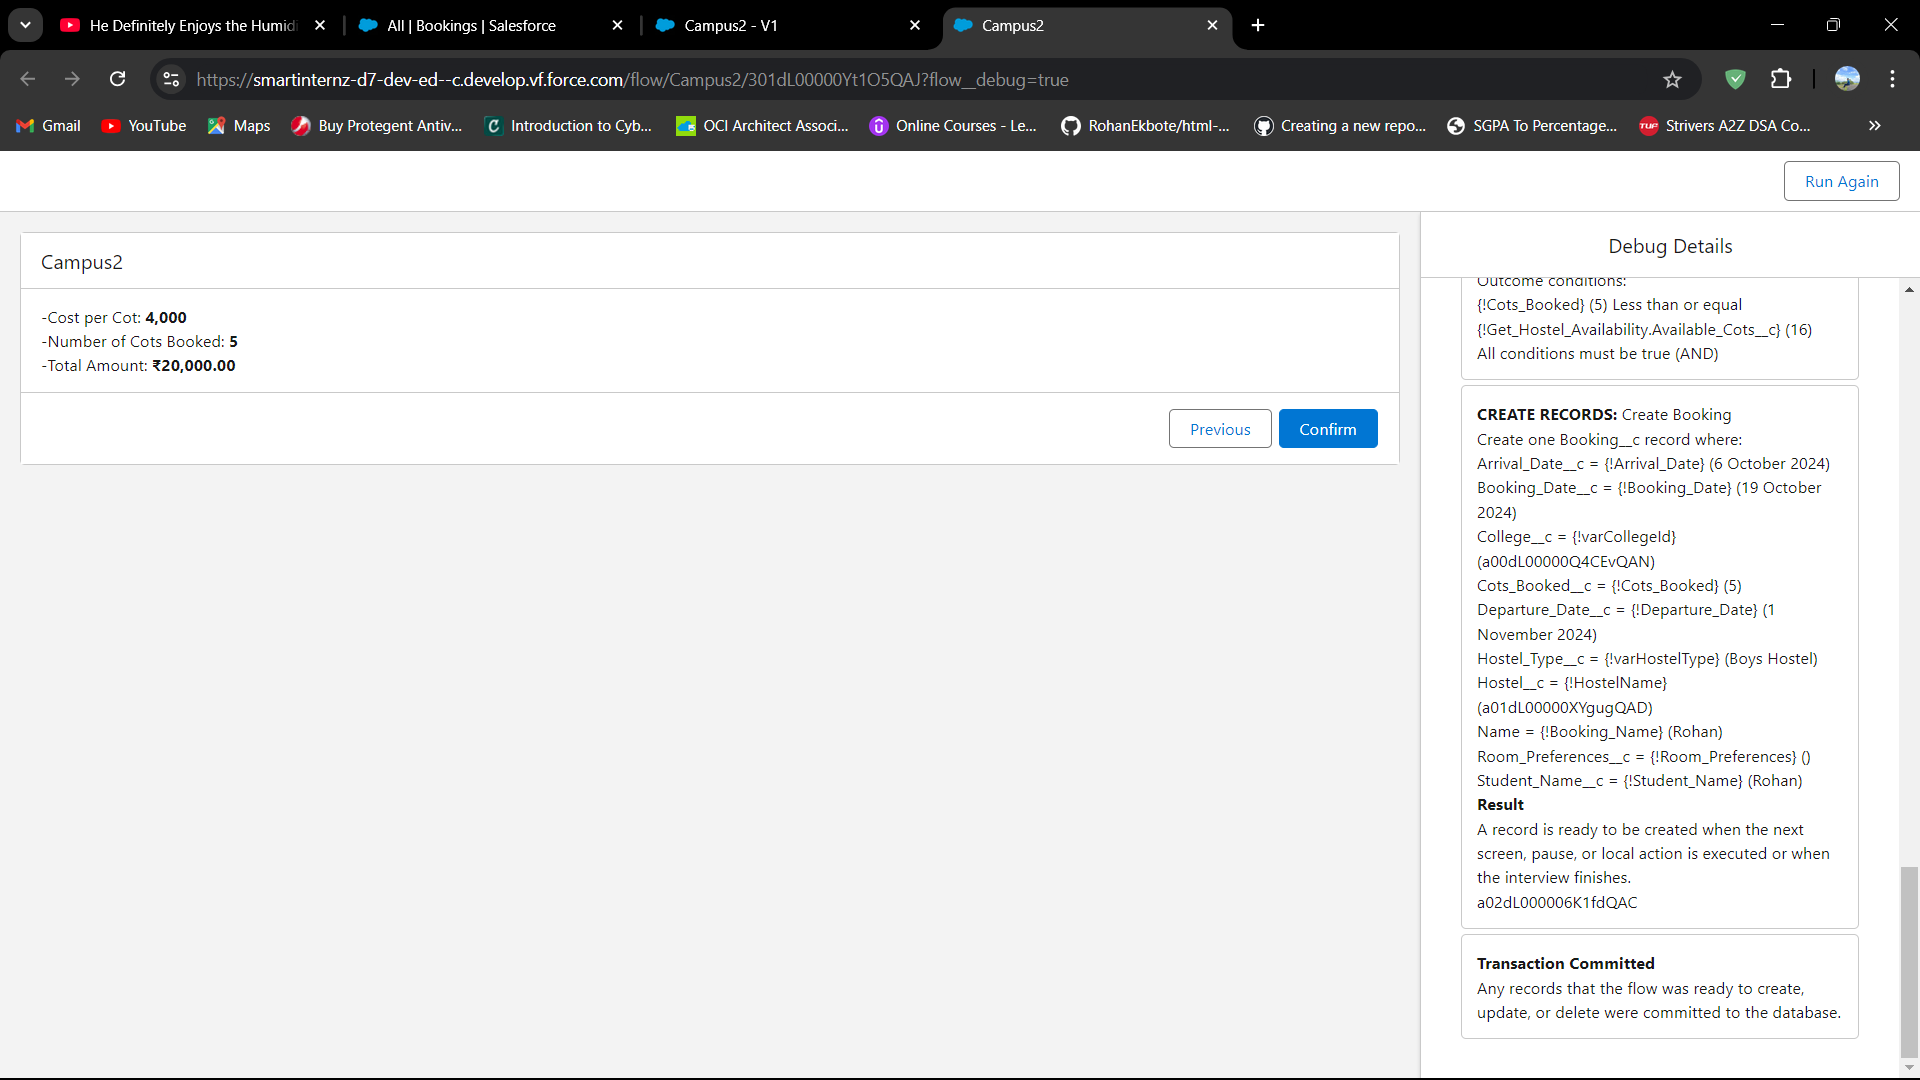 He Definitely Enjoys the Humidi
All | Bookings | Salesforce
Campus2 - V1
Campus2
https://smartinternz-d7-dev-ed--c.develop.vf.force.com/flow/Campus2/301dL00000Yt1O5QAJ?flow__debug=true
Gmail
YouTube
Maps
Buy Protegent Antiv...
Introduction to Cyb...
OCI Architect Associ...
Online Courses - Le...
RohanEkbote/html-...
Creating a new repo...
SGPA To Percentage...
TUF
Strivers A2Z DSA Co...
Run Again
Campus2
-Cost per Cot: 4,000
-Number of Cots Booked: 5
-Total Amount: ₹20,000.00
Previous
Confirm
Debug Details
Outcome conditions:
{!Cots_Booked} (5) Less than or equal
{!Get_Hostel_Availability.Available_Cots__c} (16)
All conditions must be true (AND)
CREATE RECORDS: Create Booking
Create one Booking__c record where:
Arrival_Date__c = {!Arrival_Date} (6 October 2024)
Booking_Date__c = {!Booking_Date} (19 October
2024)
College__c = {!varCollegeId}
(a00dL00000Q4CEvQAN)
Cots_Booked__c = {!Cots_Booked} (5)
Departure_Date__c = {!Departure_Date} (1
November 2024)
Hostel_Type__c = {!varHostelType} (Boys Hostel)
Hostel__c = {!HostelName}
(a01dL00000XYgugQAD)
Name = {!Booking_Name} (Rohan)
Room_Preferences__c = {!Room_Preferences} ()
Student_Name__c = {!Student_Name} (Rohan)
Result
A record is ready to be created when the next
screen, pause, or local action is executed or when
the interview finishes.
a02dL000006K1fdQAC
Transaction Committed
Any records that the flow was ready to create,
update, or delete were committed to the database.